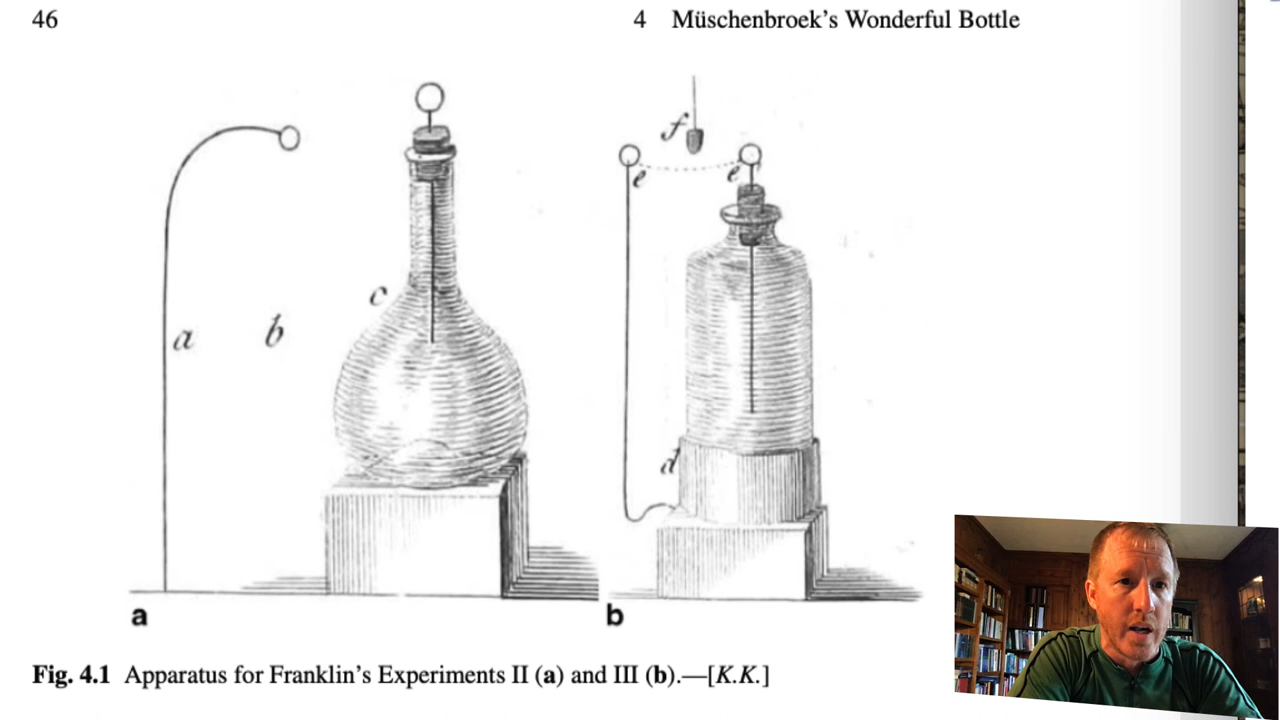 46
4 Müschenbroek's Wonderful Bottle
a
b
c
f
e
e
d
a
b
Fig. 4.1 Apparatus for Franklin's Experiments II (a) and III (b).—[K.K.]